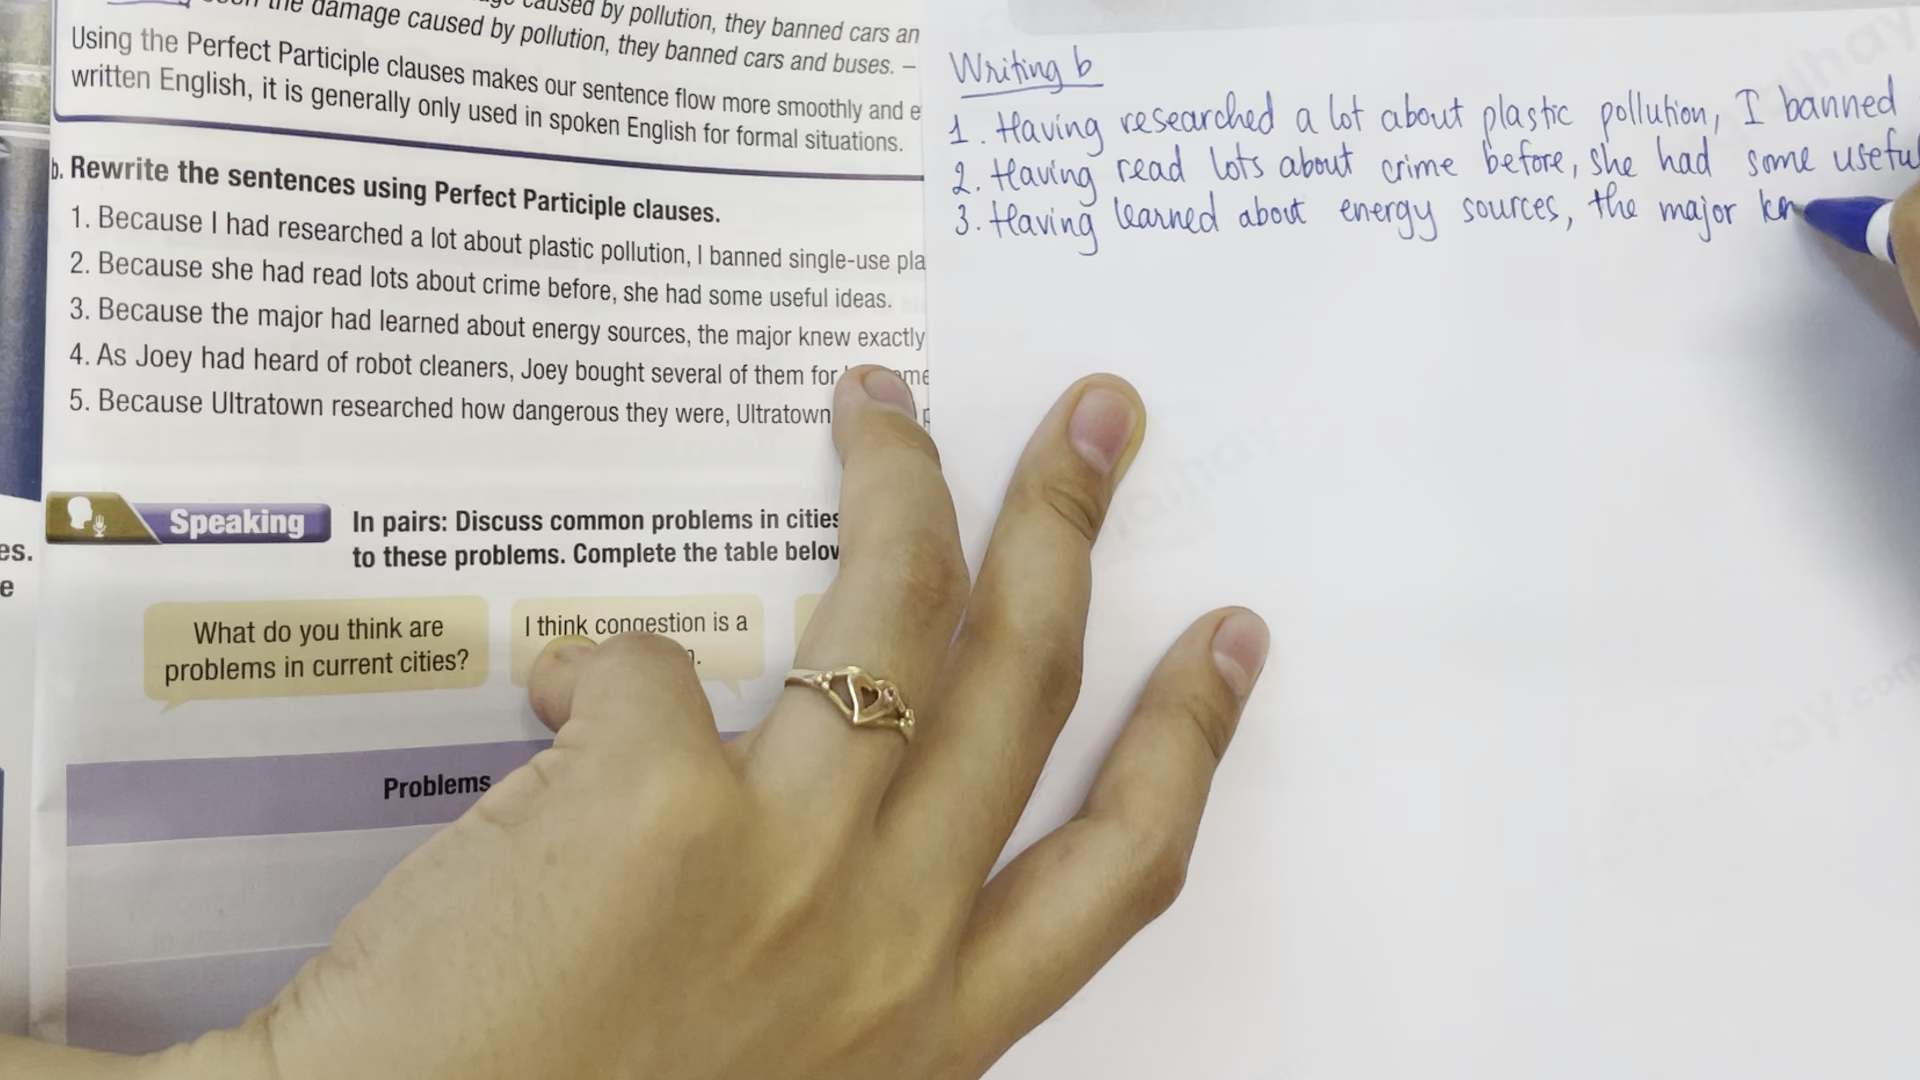 caused by pollution, they banned cars an
the damage caused by pollution, they banned cars and buses. –
Using the Perfect Participle clauses makes our sentence flow more smoothly and e
written English, it is generally only used in spoken English for formal situations.
b. Rewrite the sentences using Perfect Participle clauses.
1. Because I had researched a lot about plastic pollution, I banned single-use pla
2. Because she had read lots about crime before, she had some useful ideas.
3. Because the major had learned about energy sources, the major knew exactly
4. As Joey had heard of robot cleaners, Joey bought several of them for
5. Because Ultratown researched how dangerous they were, Ultratown
Speaking
In pairs: Discuss common problems in cities
to these problems. Complete the table below
es.
e
What do you think are
problems in current cities?
I think congestion is a
Problems
Writing b
1. Having researched a lot about plastic pollution, I banned
2. Having read lots about crime before, she had some useful
3. Having learned about energy sources, the major kn